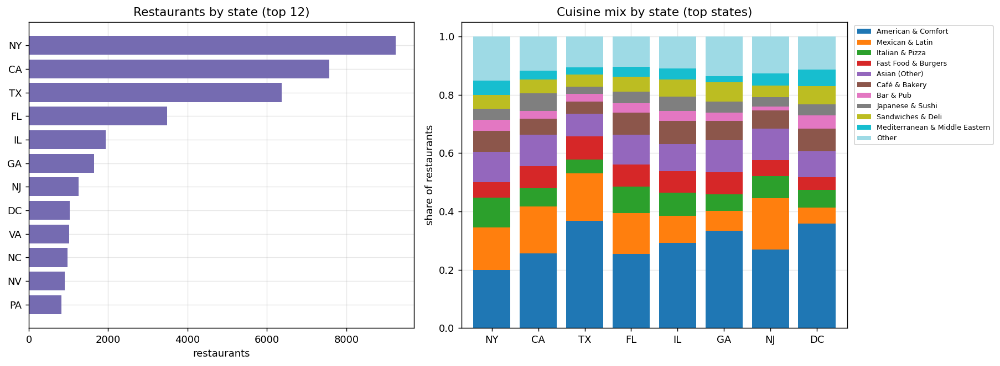 Restaurants by state (top 12)
NY
CA
TX
FL
IL
GA
NJ
DC
VA
NC
NV
PA
0 2000 4000 6000 8000
restaurants
Cuisine mix by state (top states)
share of restaurants
1.0
0.8
0.6
0.4
0.2
0.0
NY CA TX FL IL GA NJ DC
American & Comfort
Mexican & Latin
Italian & Pizza
Fast Food & Burgers
Asian (Other)
Café & Bakery
Bar & Pub
Japanese & Sushi
Sandwiches & Deli
Mediterranean & Middle Eastern
Other